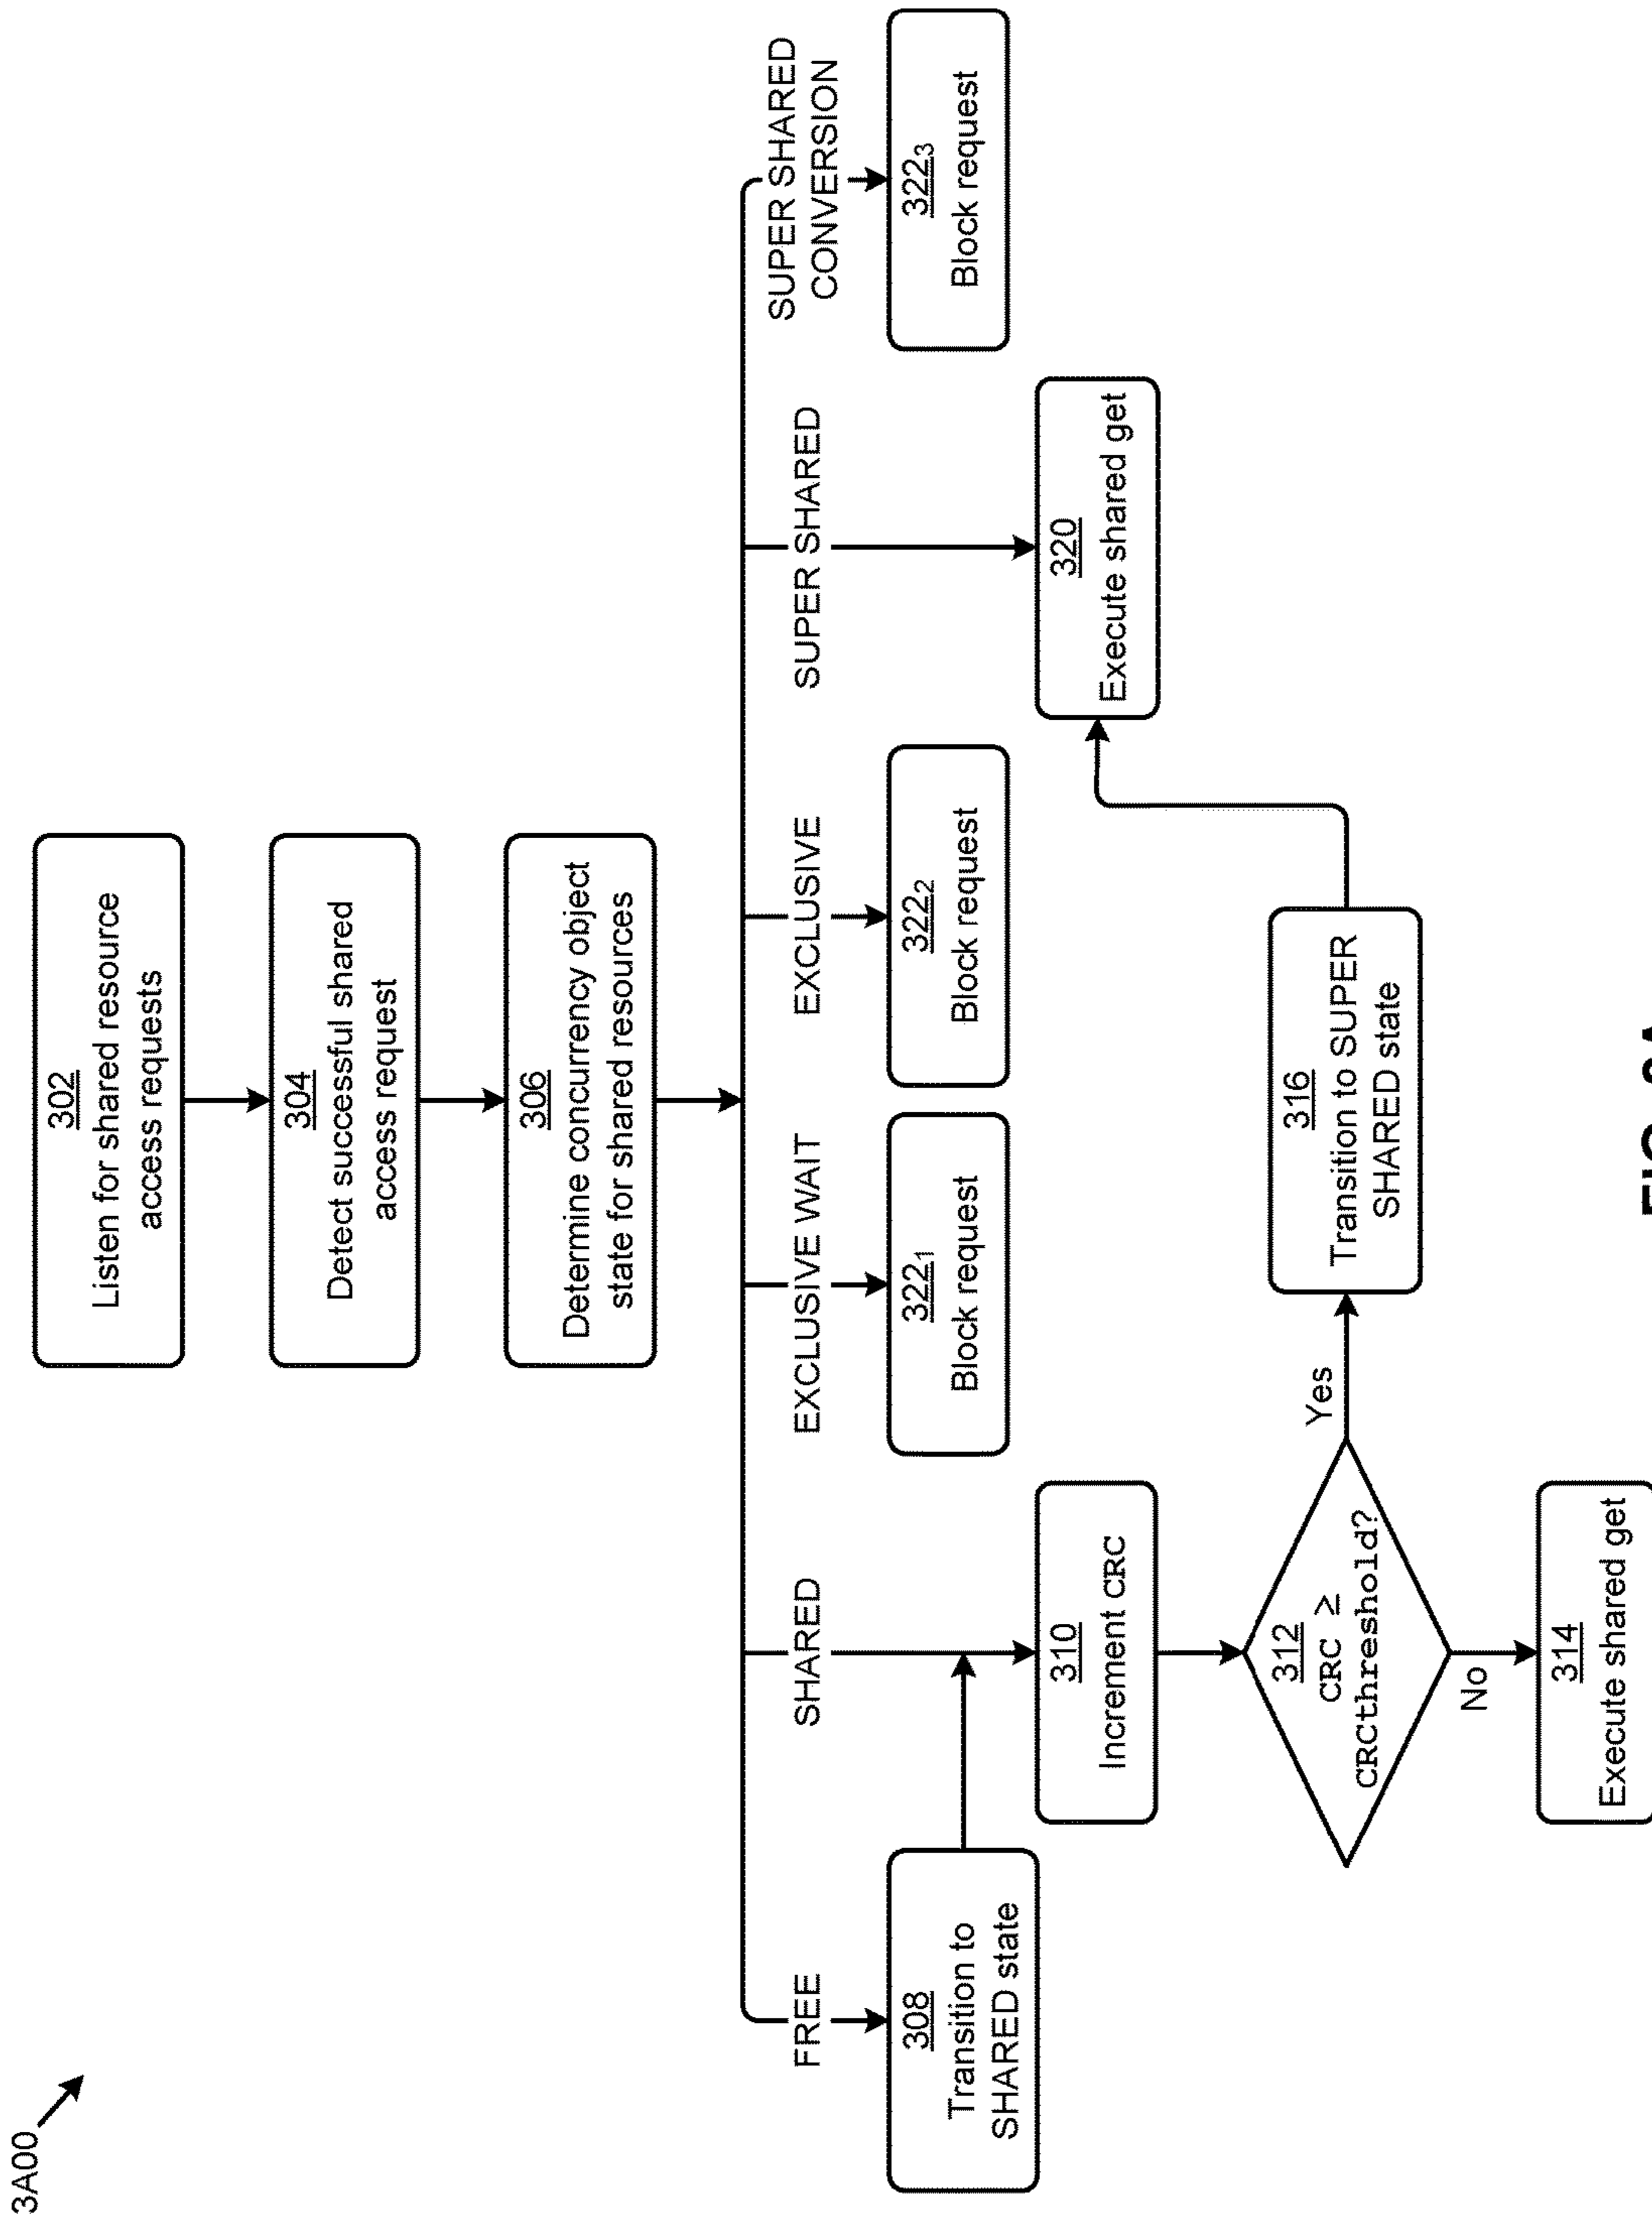 3A00
302
Listen for shared resource
access requests
304
Detect successful shared
access request
306
Determine concurrency object
state for shared resources
FREE
SHARED
EXCLUSIVE WAIT
EXCLUSIVE
SUPER SHARED
SUPER SHARED
CONVERSION
308
Transition to
SHARED state
322₁
Block request
322₂
Block request
322₃
Block request
310
Increment CRC
320
Execute shared get
312
CRC ≥
CRCthreshold?
Yes
No
316
Transition to SUPER
SHARED state
314
Execute shared get